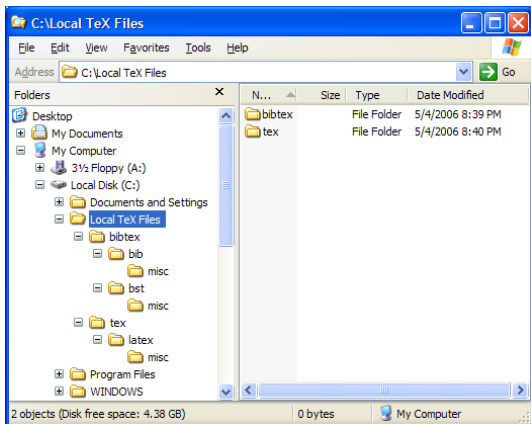 C:\Local TeX Files
File Edit View Favorites Tools Help
Address C:\Local TeX Files Go
Folders x N... Size Type Date Modified
Desktop
My Documents
My Computer
3½ Floppy (A:)
Local Disk (C:)
Documents and Settings
Local TeX Files
bibtex
bib
misc
bst
misc
tex
latex
misc
Program Files
WINDOWS
bibtex File Folder 5/4/2006 8:39 PM
tex File Folder 5/4/2006 8:40 PM
2 objects (Disk free space: 4.38 GB) 0 bytes My Computer